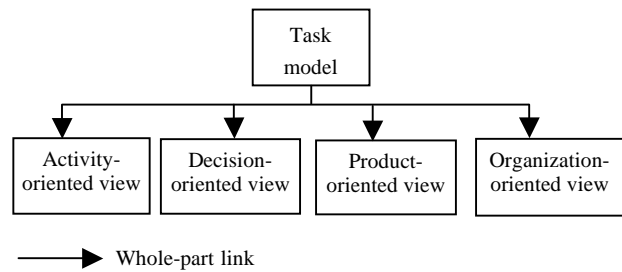 Task
model
Activity-
oriented view
Decision-
oriented view
Product-
oriented view
Organization-
oriented view
Whole-part link